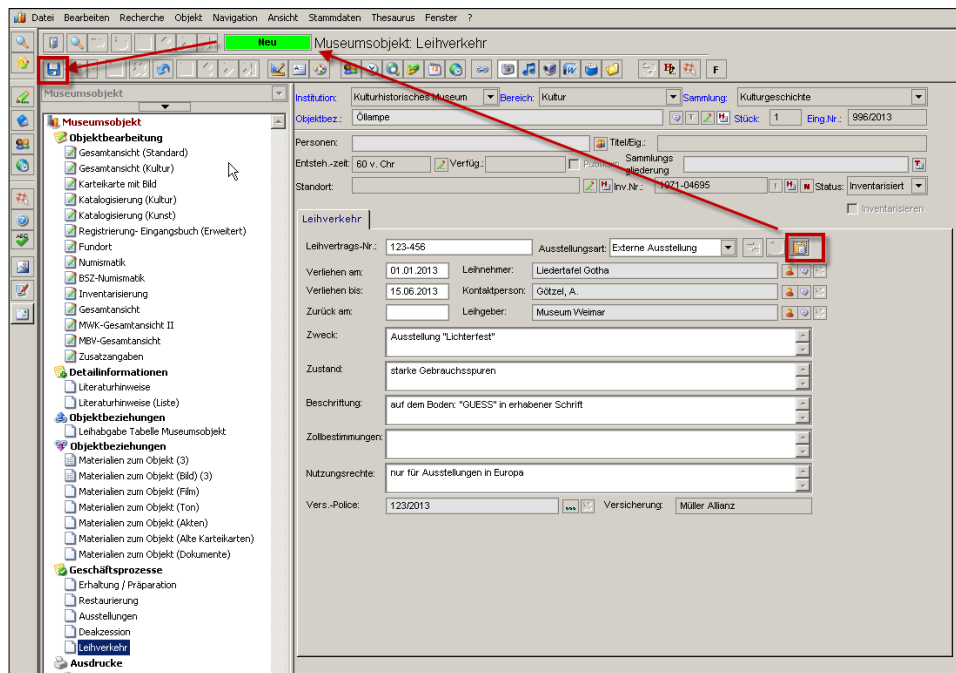 Datei Bearbeiten Recherche Objekt Navigation Ansicht Stammdaten Thesaurus Fenster ?
Neu Museumsobjekt: Leihverkehr
F
Museumsobjekt
Museumsobjekt
Objektbearbeitung
Gesamtansicht (Standard)
Gesamtansicht (Kultur)
Karteikarte mit Bild
Katalogisierung (Kultur)
Katalogisierung (Kunst)
Registrierung- Eingangsbuch (Erweitert)
Fundort
Numismatik
BSZ-Numismatik
Inventarisierung
Gesamtansicht
MWK-Gesamtansicht II
MBV-Gesamtansicht
Zusatzangaben
Detailinformationen
Literaturhinweise
Literaturhinweise (Liste)
Objektbeziehungen
Leihabgabe Tabelle Museumsobjekt
Objektbeziehungen
Materialien zum Objekt (3)
Materialien zum Objekt (Bild) (3)
Materialien zum Objekt (Film)
Materialien zum Objekt (Ton)
Materialien zum Objekt (Akten)
Materialien zum Objekt (Alte Karteikarten)
Materialien zum Objekt (Dokumente)
Geschäftsprozesse
Erhaltung / Präparation
Restaurierung
Ausstellungen
Deakzession
Leihverkehr
Ausdrucke
Institution: Kulturhistorisches Museum Bereich: Kultur Sammlung: Kulturgeschichte
Objektbez.: Öllampe Stück: 1 Eing.Nr.: 996/2013
Personen: Titel/Eig.:
Entsteh.-zeit: 60 v. Chr Verfüg.: Publikum Sammlungs gliederung
Standort: Inv.Nr.: 1971-04695 Status: Inventarisiert
Inventarisieren
Leihverkehr
Leihvertrags-Nr.: 123-456 Ausstellungsart: Externe Ausstellung
Verliehen am: 01.01.2013 Leihnehmer: Liedertafel Gotha
Verliehen bis: 15.06.2013 Kontaktperson: Götzel, A.
Zurück am: Leihgeber: Museum Weimar
Zweck: Ausstellung "Lichterfest"
Zustand: starke Gebrauchsspuren
Beschriftung: auf dem Boden: "GUESS" in erhabener Schrift
Zollbestimmungen:
Nutzungsrechte: nur für Ausstellungen in Europa
Vers.-Police: 123/2013 ... Versicherung: Müller Allianz